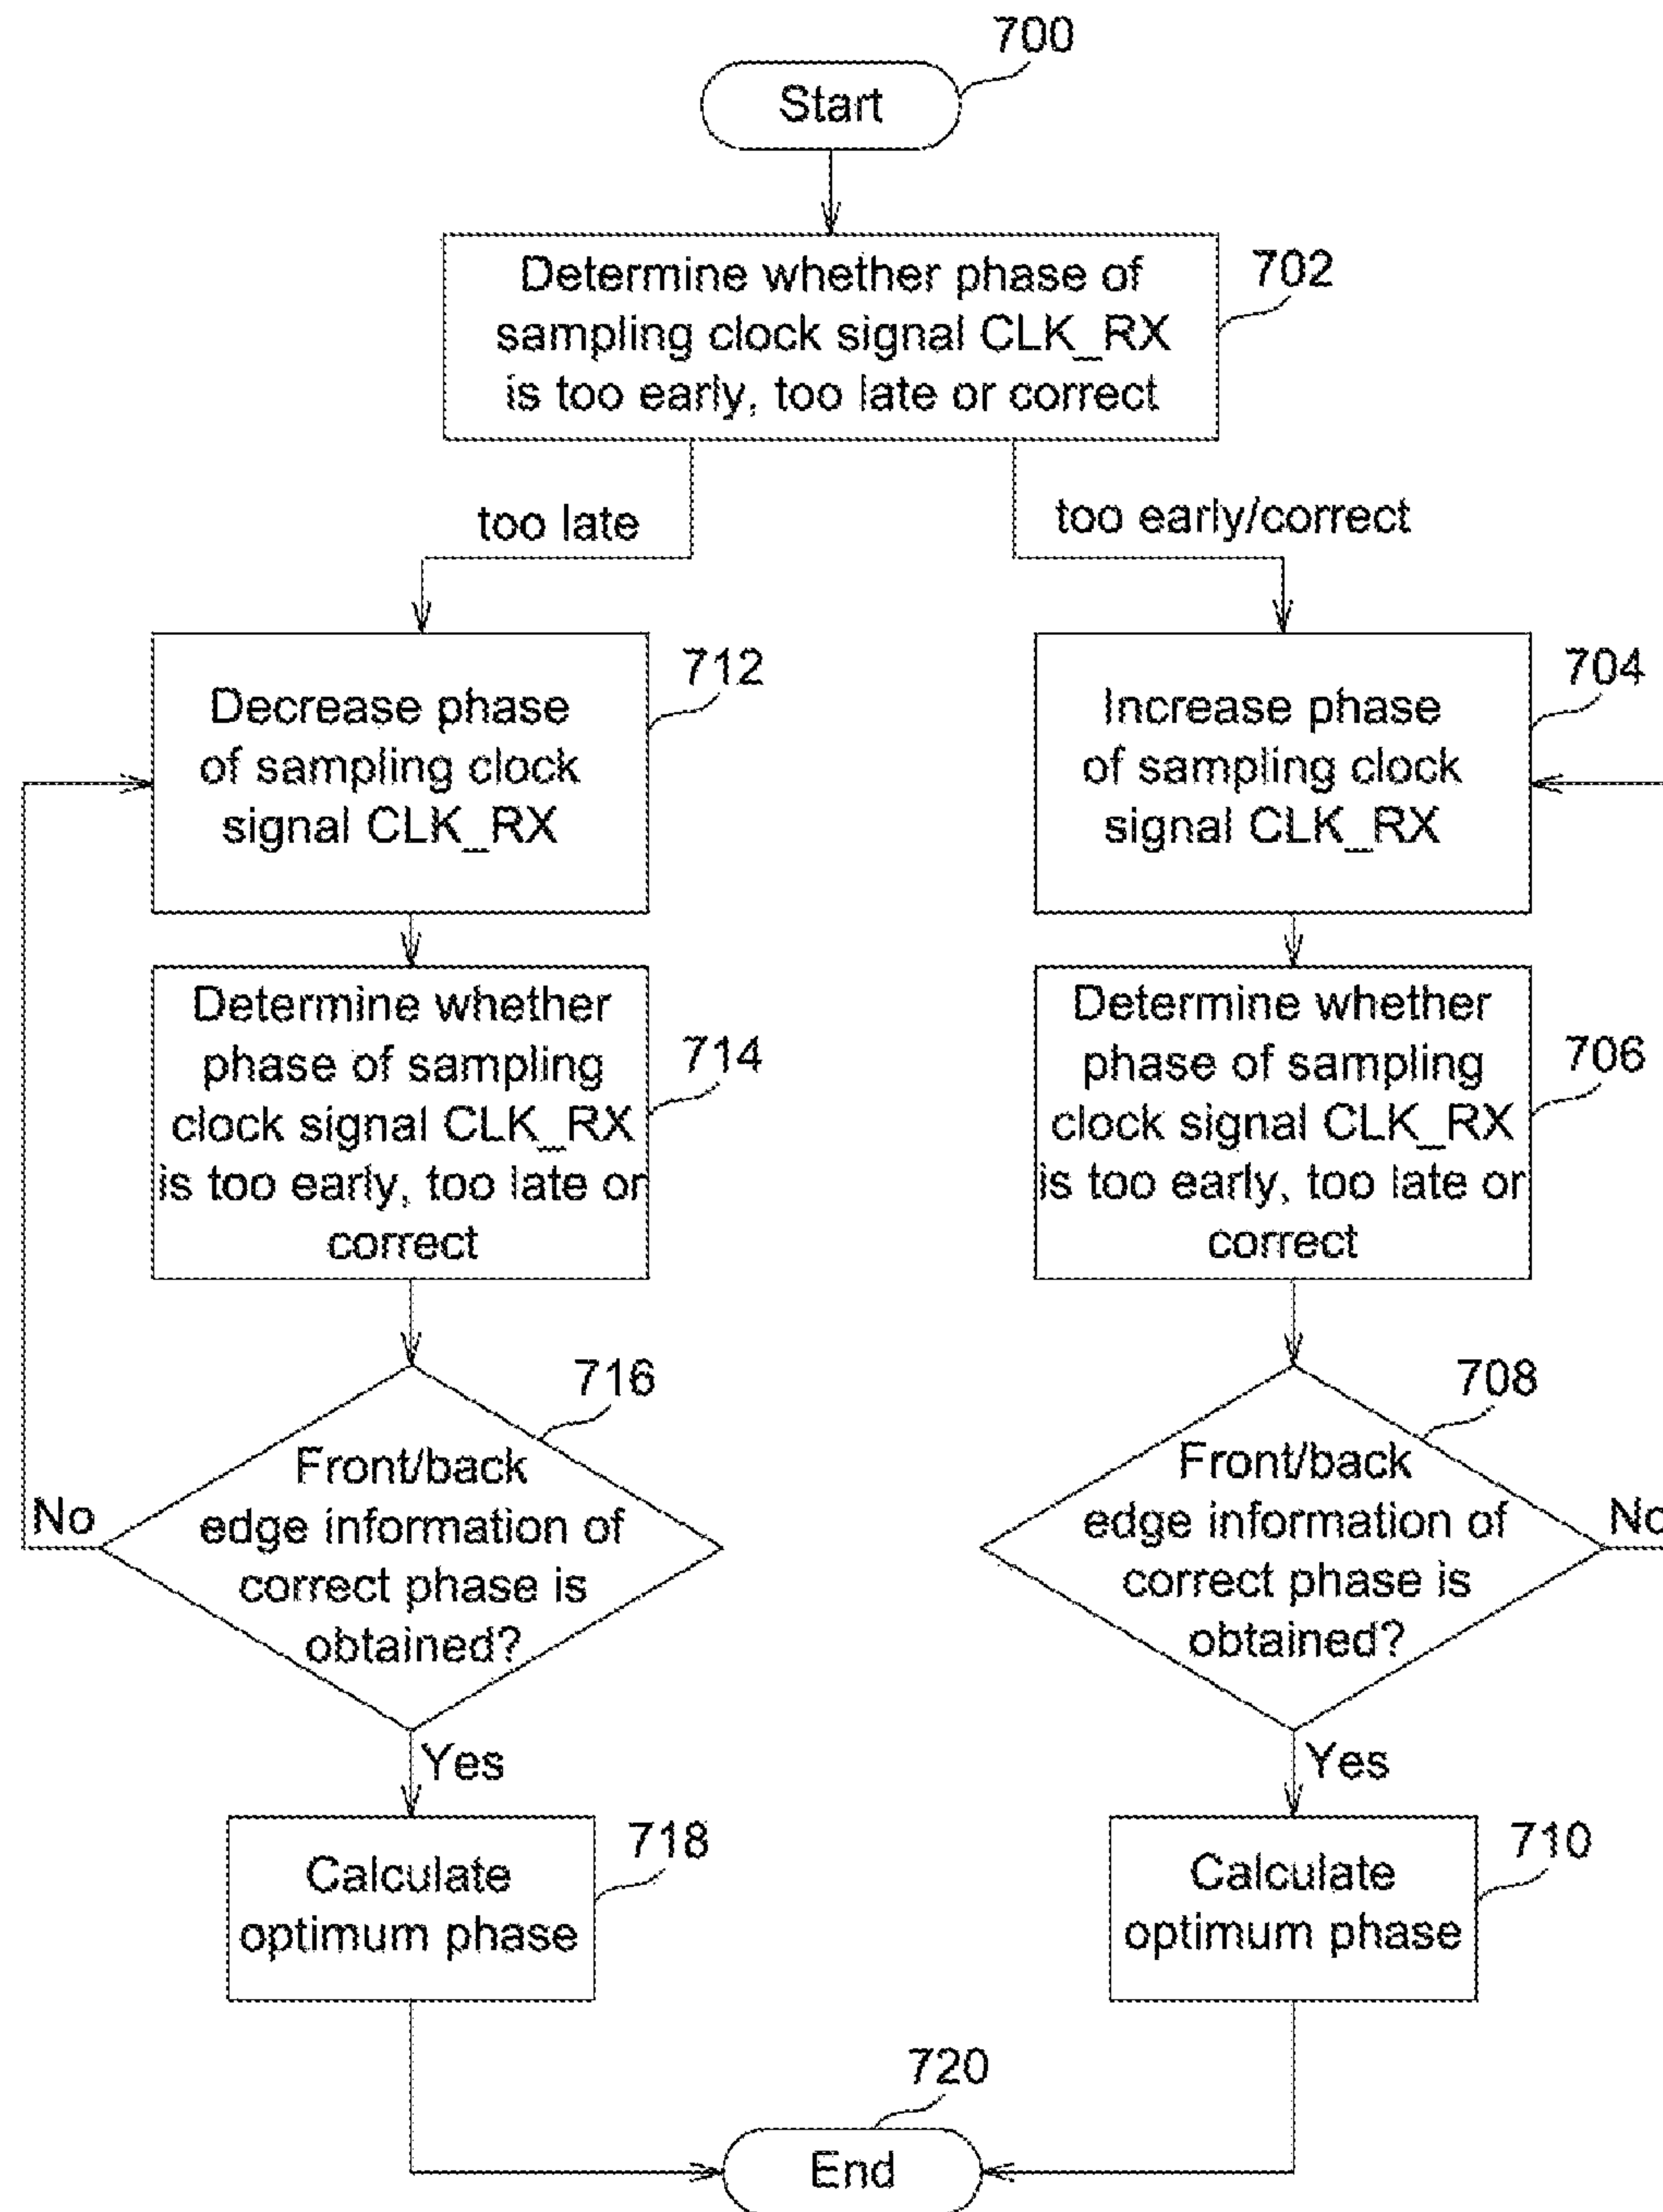 700
Start
Determine whether phase of
sampling clock signal CLK_RX
is too early, too late or correct
702
too late
too early/correct
Decrease phase
of sampling clock
signal CLK_RX
712
Increase phase
of sampling clock
signal CLK_RX
704
Determine whether
phase of sampling
clock signal CLK_RX
is too early, too late or
correct
714
Determine whether
phase of sampling
clock signal CLK_RX
is too early, too late or
correct
706
716
Front/back
edge information of
correct phase is
obtained?
No
708
Front/back
edge information of
correct phase is
obtained?
No
Yes
Yes
Calculate
optimum phase
718
Calculate
optimum phase
710
720
End